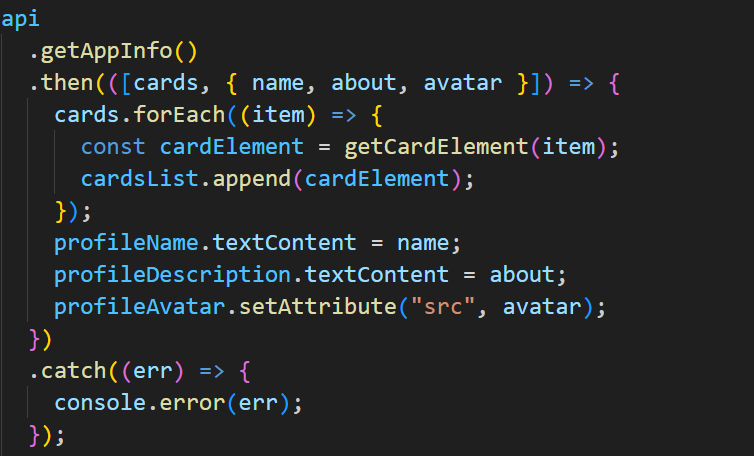 api
  .getAppInfo()
  .then(([cards, { name, about, avatar }]) => {
    cards.forEach((item) => {
      const cardElement = getCardElement(item);
      cardsList.append(cardElement);
    });
    profileName.textContent = name;
    profileDescription.textContent = about;
    profileAvatar.setAttribute("src", avatar);
  })
  .catch((err) => {
    console.error(err);
  });